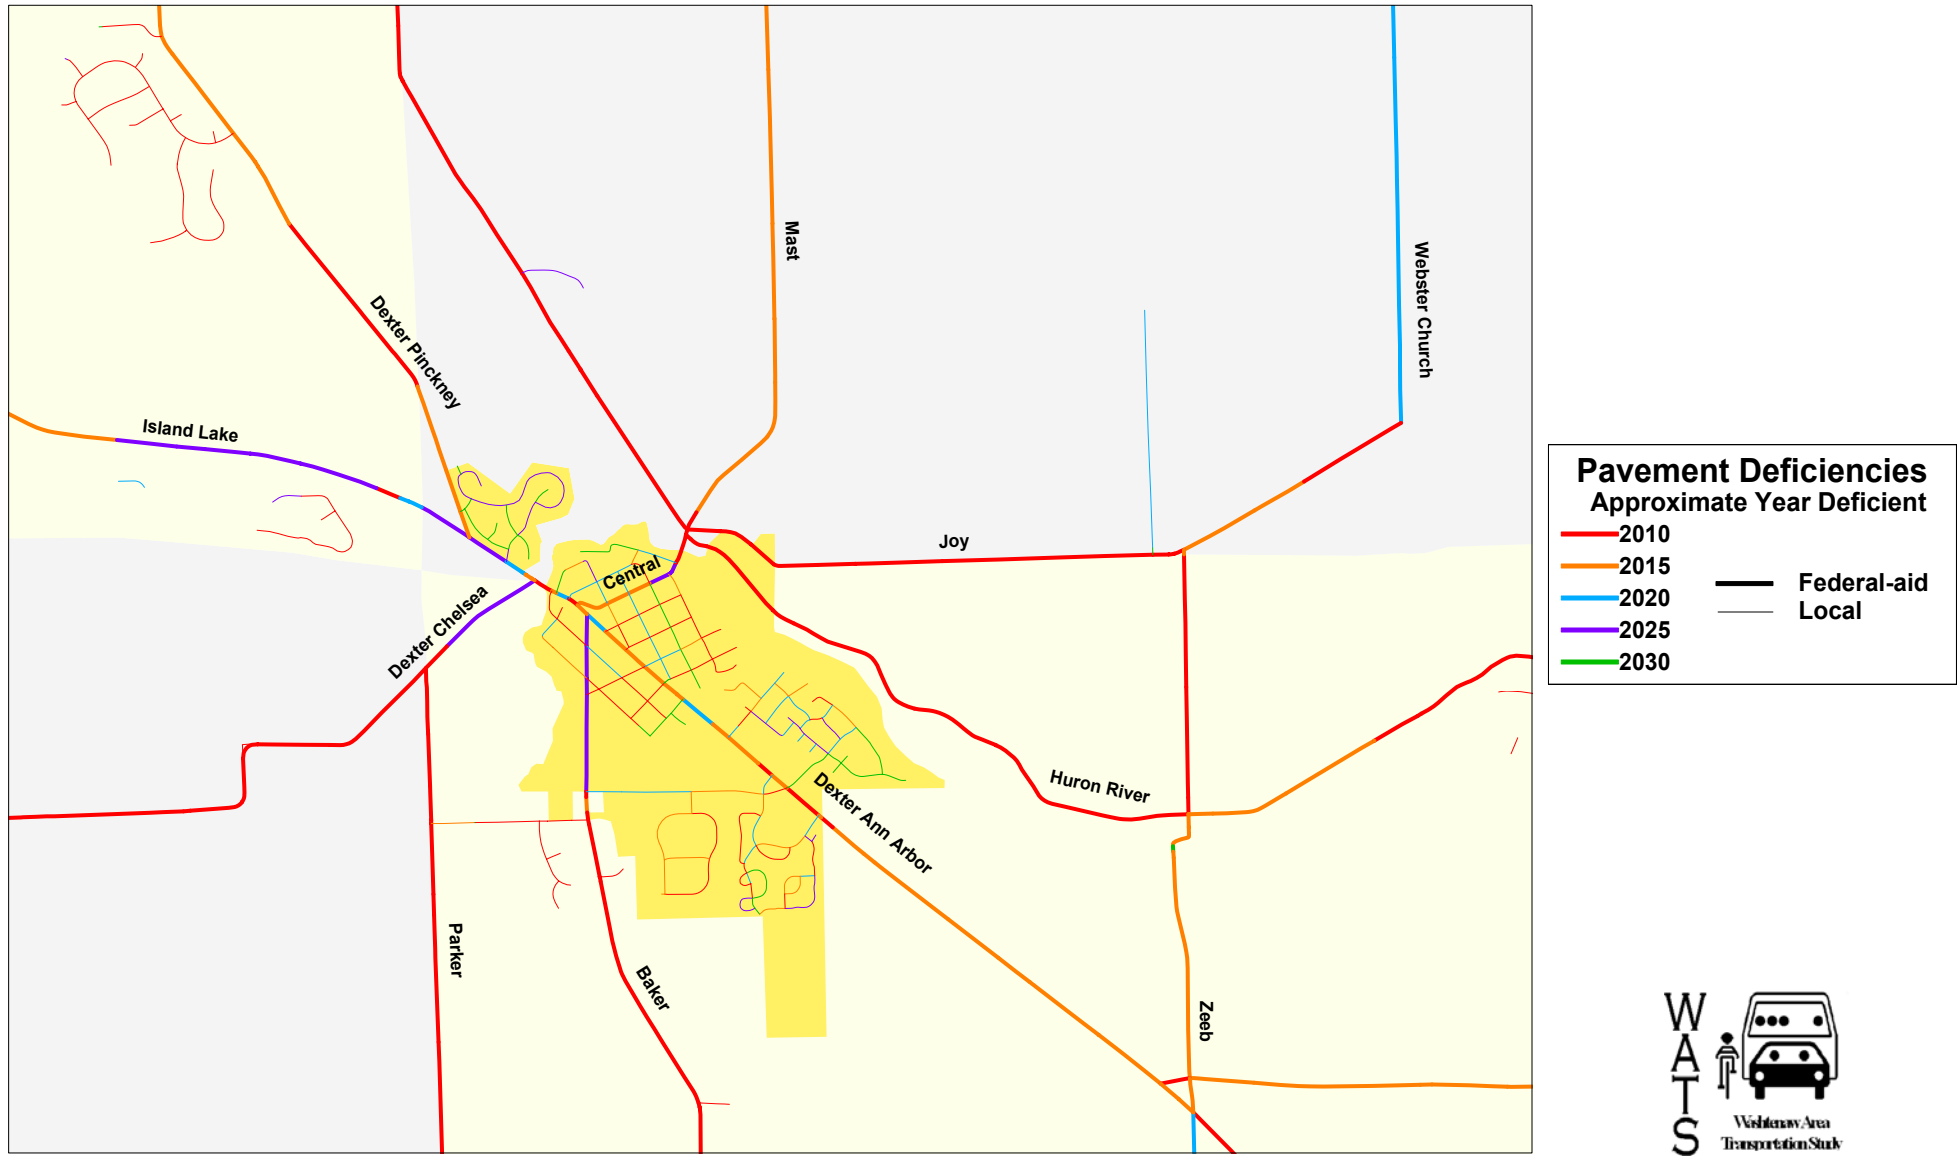 Mast
Webster Church
Dexter Pinckney
Island Lake
Joy
Central
Dexter Chelsea
Huron River
Dexter Ann Arbor
Parker
Baker
Zeeb
Pavement Deficiencies
Approximate Year Deficient
2010
2015
2020
2025
2030
Federal-aid
Local
WATS
Washtenaw Area
Transportation Study